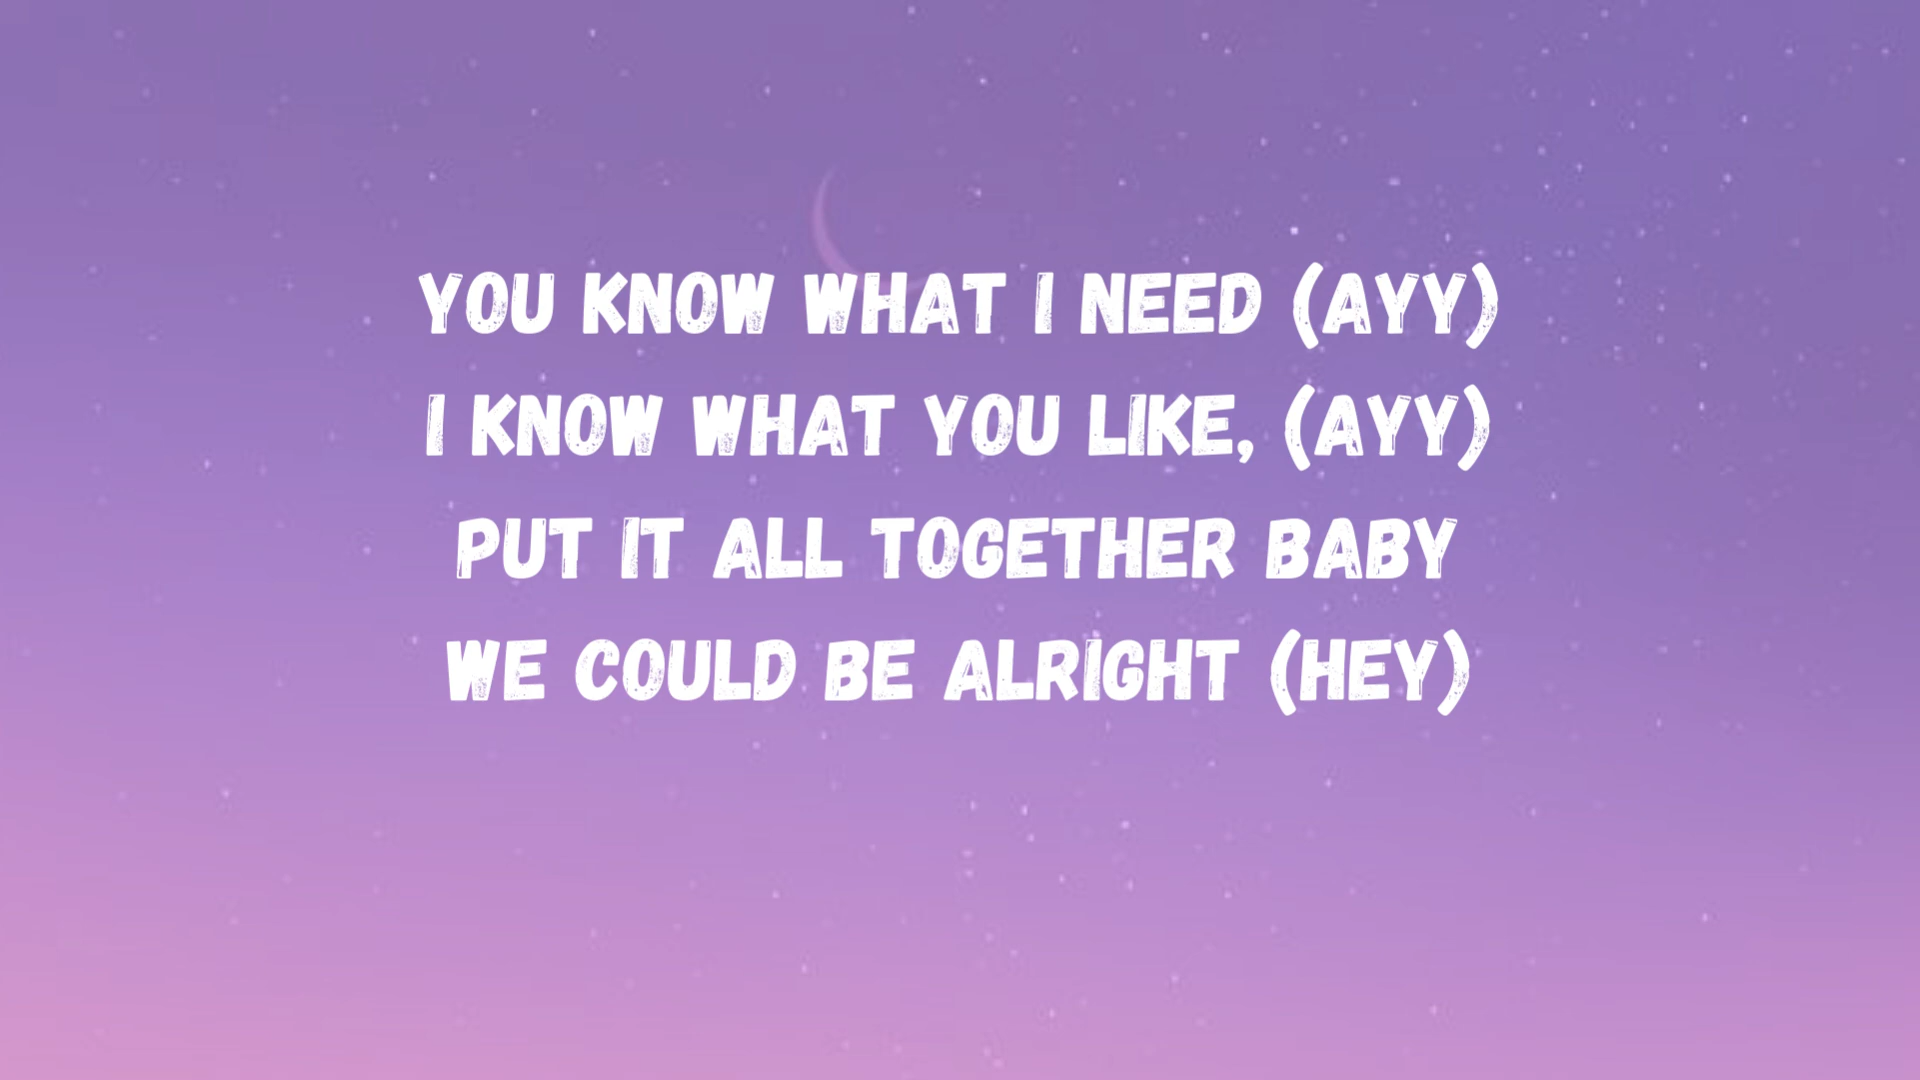 YOU KNOW WHAT I NEED (AYY)
I KNOW WHAT YOU LIKE, (AYY)
PUT IT ALL TOGETHER BABY
WE COULD BE ALRIGHT (HEY)